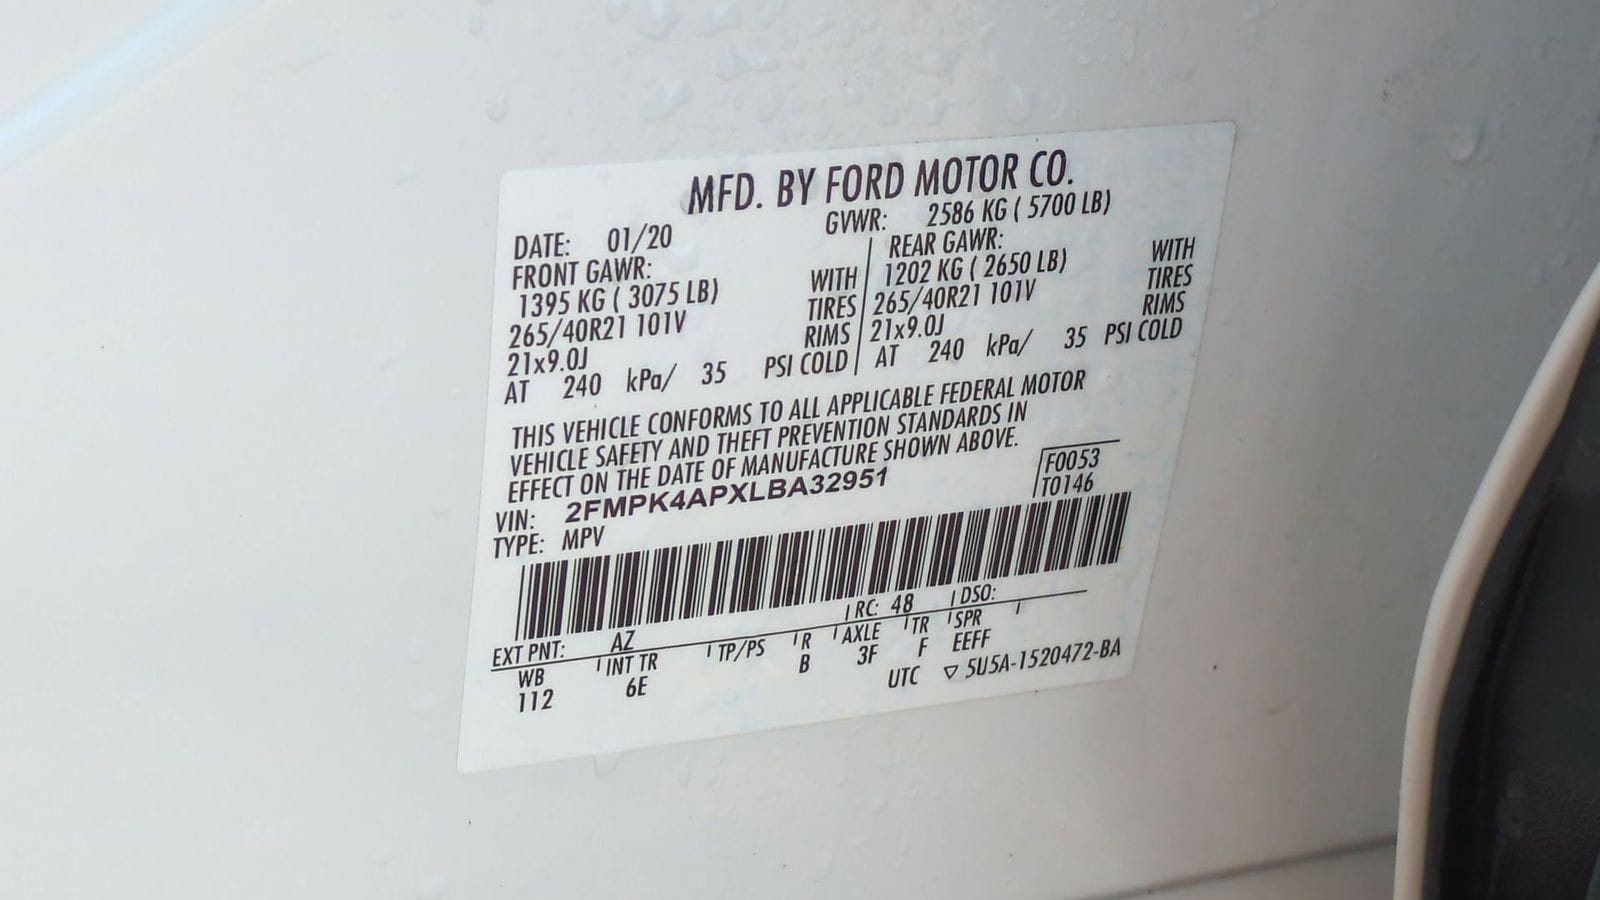 MFD. BY FORD MOTOR CO.
DATE: 01/20 GVWR: 2586 KG ( 5700 LB)
FRONT GAWR: REAR GAWR:
1395 KG ( 3075 LB) WITH 1202 KG ( 2650 LB) WITH
265/40R21 101V TIRES 265/40R21 101V TIRES
21x9.0J RIMS 21x9.0J RIMS
AT 240 kPa/ 35 PSI COLD AT 240 kPa/ 35 PSI COLD
THIS VEHICLE CONFORMS TO ALL APPLICABLE FEDERAL MOTOR
VEHICLE SAFETY AND THEFT PREVENTION STANDARDS IN
EFFECT ON THE DATE OF MANUFACTURE SHOWN ABOVE.
VIN: 2FMPK4APXLBA32951 F0053
TYPE: MPV T0146
EXT PNT: AZ RC: 48 DSO:
WB INT TR TP/PS R AXLE TR SPR
112 6E B 3F F EEFF
UTC ▽ 5U5A-1520472-BA